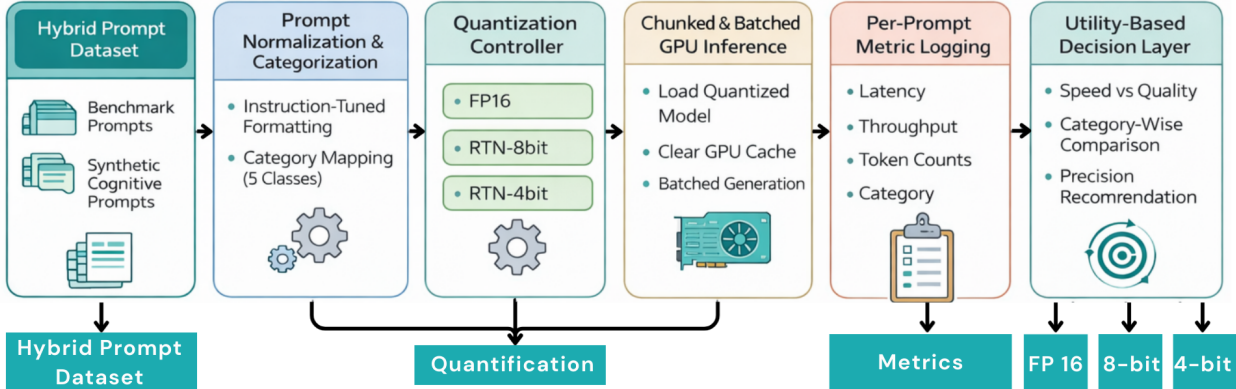 Hybrid Prompt
Dataset
Benchmark
Prompts
Synthetic
Cognitive
Prompts
Prompt
Normalization &
Categorization
Instruction-Tuned
Formatting
Category Mapping
(5 Classes)
Quantization
Controller
FP16
RTN-8bit
RTN-4bit
Chunked & Batched
GPU Inference
Load Quantized
Model
Clear GPU Cache
Batched Generation
Per-Prompt
Metric Logging
Latency
Throughput
Token Counts
Category
Utility-Based
Decision Layer
Speed vs Quality
Category-Wise
Comparison
Precision
Recomrendation
Hybrid Prompt
Dataset
Quantification
Metrics
FP 16
8-bit
4-bit